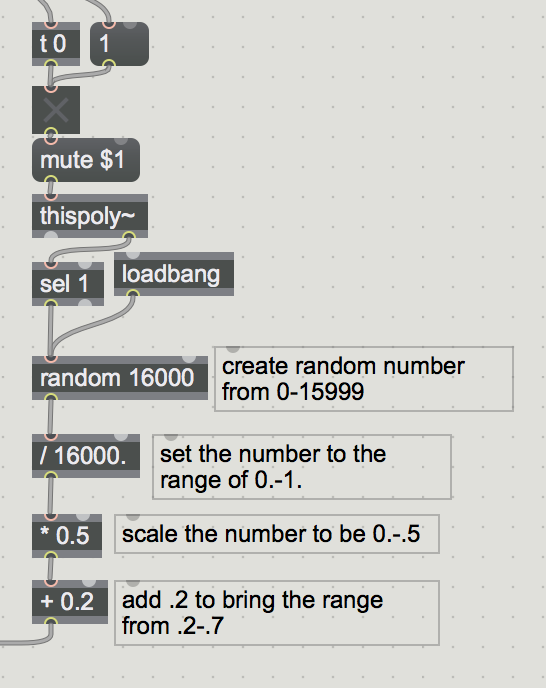 t 0
1
mute $1
thispoly~
sel 1
loadbang
random 16000
create random number
from 0-15999
/ 16000.
set the number to the
range of 0.-1.
* 0.5
scale the number to be 0.-.5
+ 0.2
add .2 to bring the range
from .2-.7